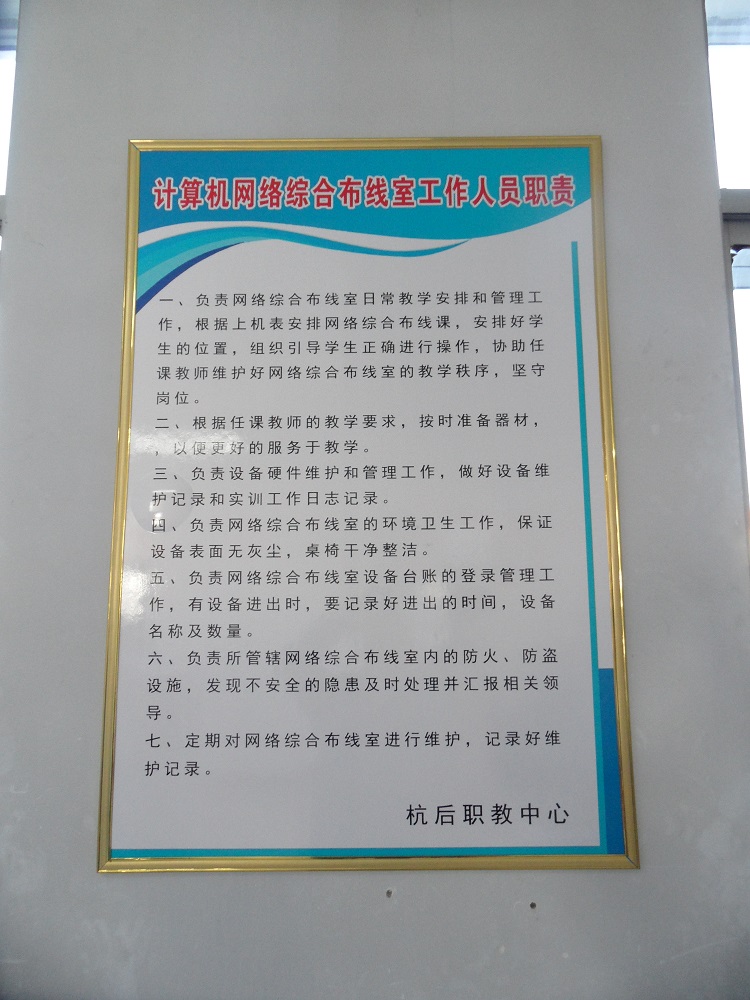 计算机网络综合布线室工作人员职责
一、负责网络综合布线室日常教学安排和管理工
作，根据上机表安排网络综合布线课，安排好学
生的位置，组织引导学生正确进行操作，协助任
课教师维护好网络综合布线室的教学秩序，坚守
岗位。
二、根据任课教师的教学要求，按时准备器材，
，以便更好的服务于教学。
三、负责设备硬件维护和管理工作，做好设备维
护记录和实训工作日志记录。
四、负责网络综合布线室的环境卫生工作，保证
设备表面无灰尘，桌椅干净整洁。
五、负责网络综合布线室设备台账的登录管理工
作，有设备进出时，要记录好进出的时间，设备
名称及数量。
六、负责所管辖网络综合布线室内的防火、防盗
设施，发现不安全的隐患及时处理并汇报相关领
导。
七、定期对网络综合布线室进行维护，记录好维
护记录。
杭后职教中心